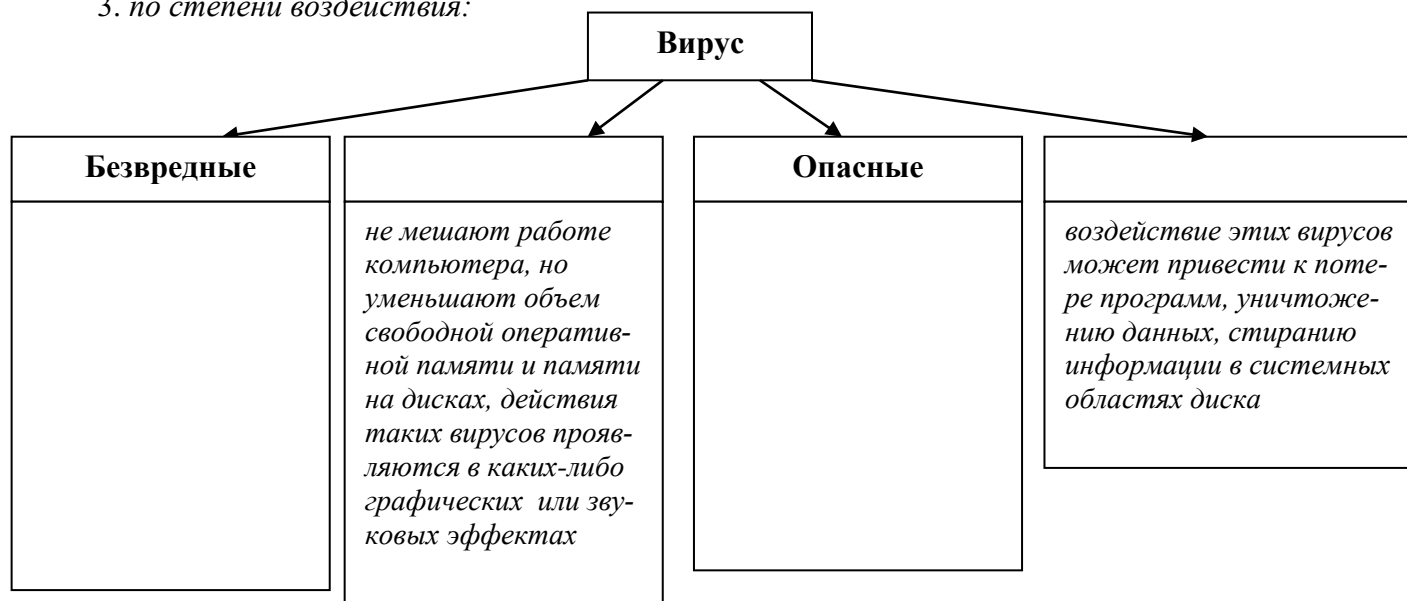 3. по степени воздействия:
Вирус
Безвредные
Опасные
не мешают работе
компьютера, но
уменьшают объем
свободной оператив-
ной памяти и памяти
на дисках, действия
таких вирусов прояв-
ляются в каких-либо
графических или зву-
ковых эффектах
воздействие этих вирусов
может привести к поте-
ре программ, уничтоже-
нию данных, стиранию
информации в системных
областях диска